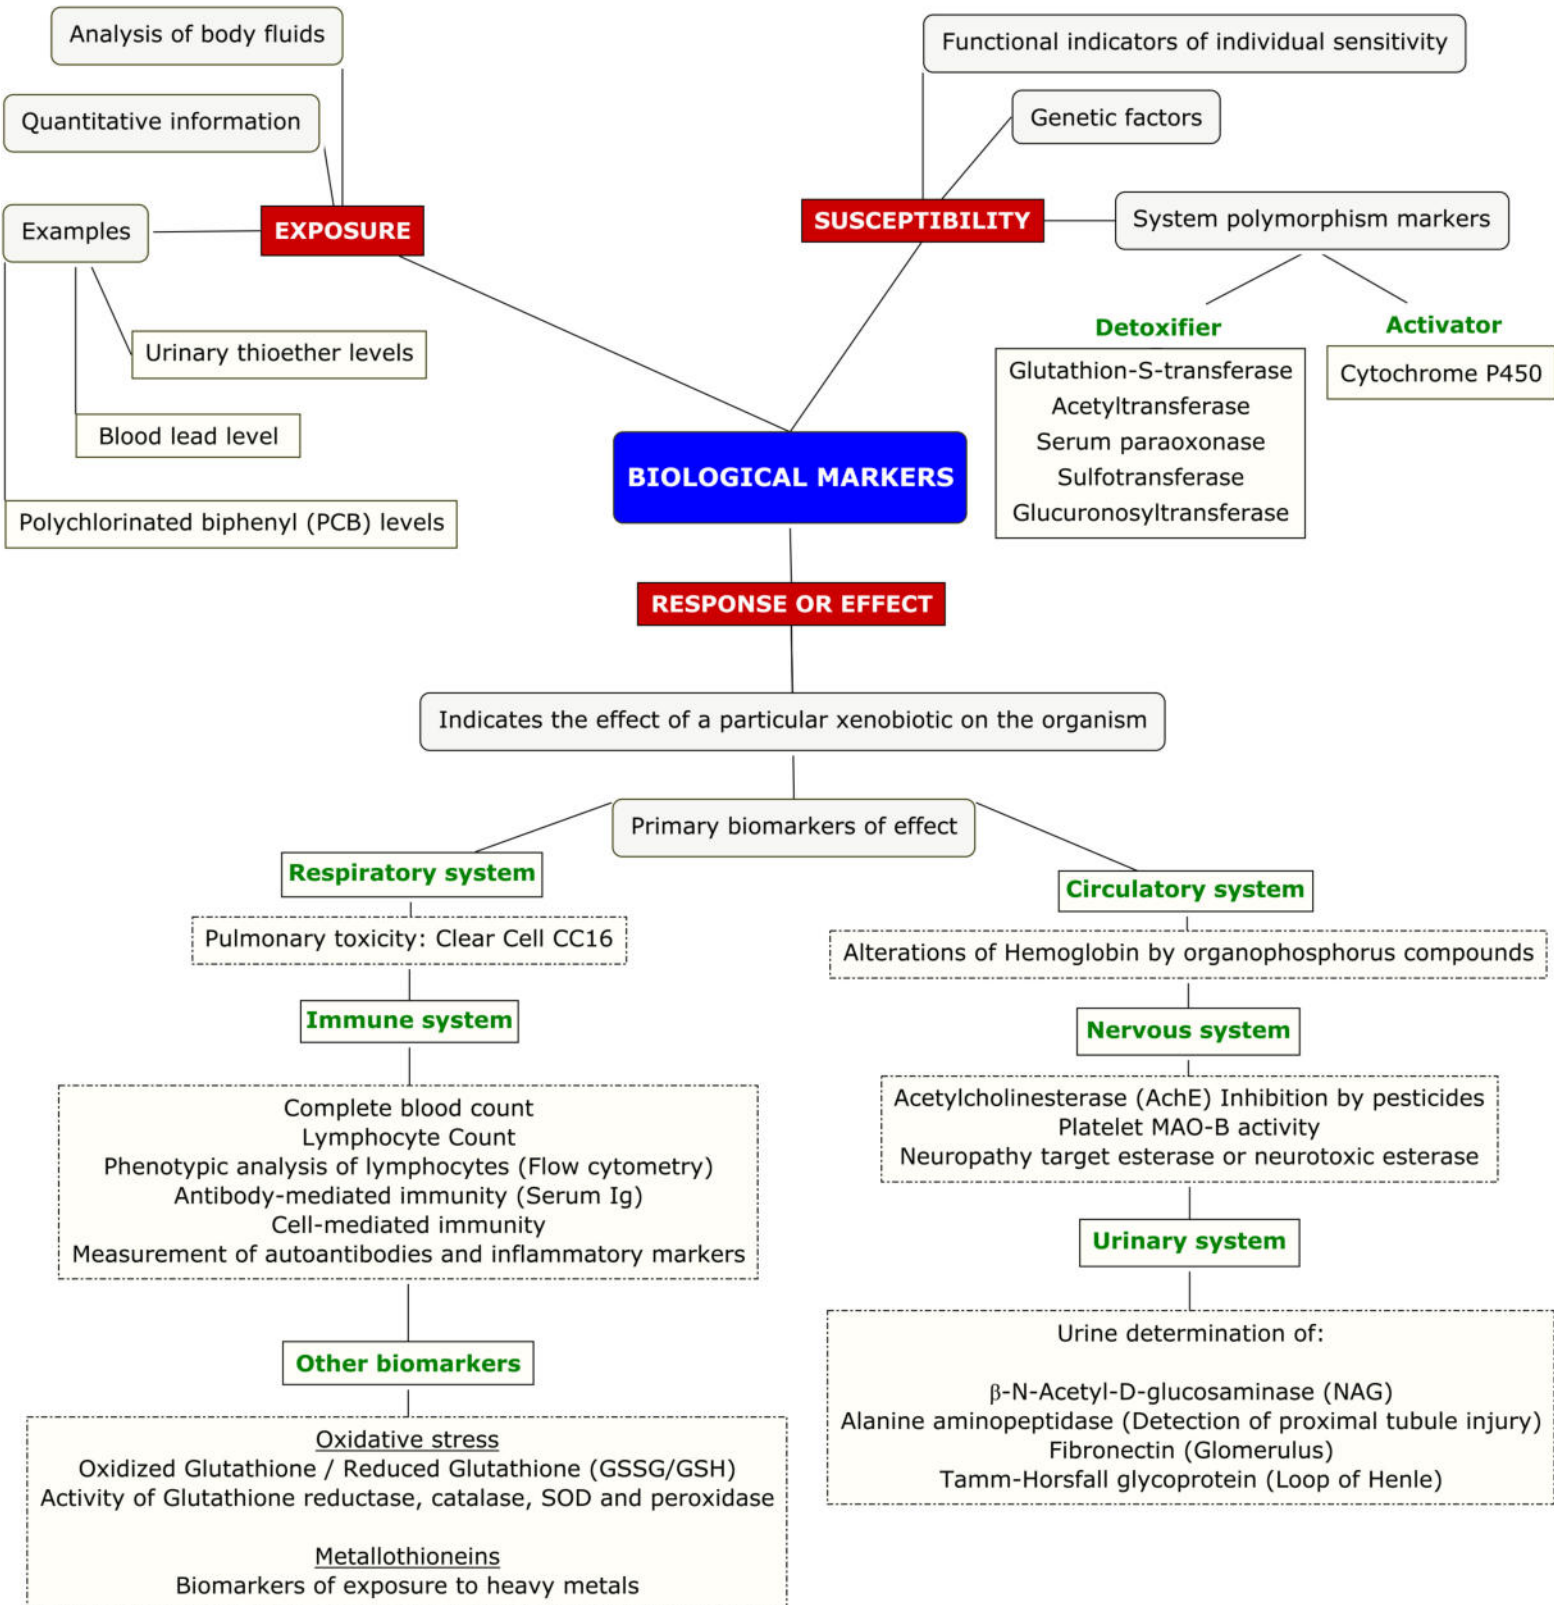 Analysis of body fluids
Quantitative information
Examples
EXPOSURE
Urinary thioether levels
Blood lead level
Polychlorinated biphenyl (PCB) levels
Functional indicators of individual sensitivity
Genetic factors
SUSCEPTIBILITY
System polymorphism markers
Detoxifier
Glutathion-S-transferase
Acetyltransferase
Serum paraoxonase
Sulfotransferase
Glucuronosyltransferase
Activator
Cytochrome P450
BIOLOGICAL MARKERS
RESPONSE OR EFFECT
Indicates the effect of a particular xenobiotic on the organism
Primary biomarkers of effect
Respiratory system
Pulmonary toxicity: Clear Cell CC16
Immune system
Complete blood count
Lymphocyte Count
Phenotypic analysis of lymphocytes (Flow cytometry)
Antibody-mediated immunity (Serum Ig)
Cell-mediated immunity
Measurement of autoantibodies and inflammatory markers
Other biomarkers
Oxidative stress
Oxidized Glutathione / Reduced Glutathione (GSSG/GSH)
Activity of Glutathione reductase, catalase, SOD and peroxidase
Metallothioneins
Biomarkers of exposure to heavy metals
Circulatory system
Alterations of Hemoglobin by organophosphorus compounds
Nervous system
Acetylcholinesterase (AchE) Inhibition by pesticides
Platelet MAO-B activity
Neuropathy target esterase or neurotoxic esterase
Urinary system
Urine determination of:
β-N-Acetyl-D-glucosaminase (NAG)
Alanine aminopeptidase (Detection of proximal tubule injury)
Fibronectin (Glomerulus)
Tamm-Horsfall glycoprotein (Loop of Henle)